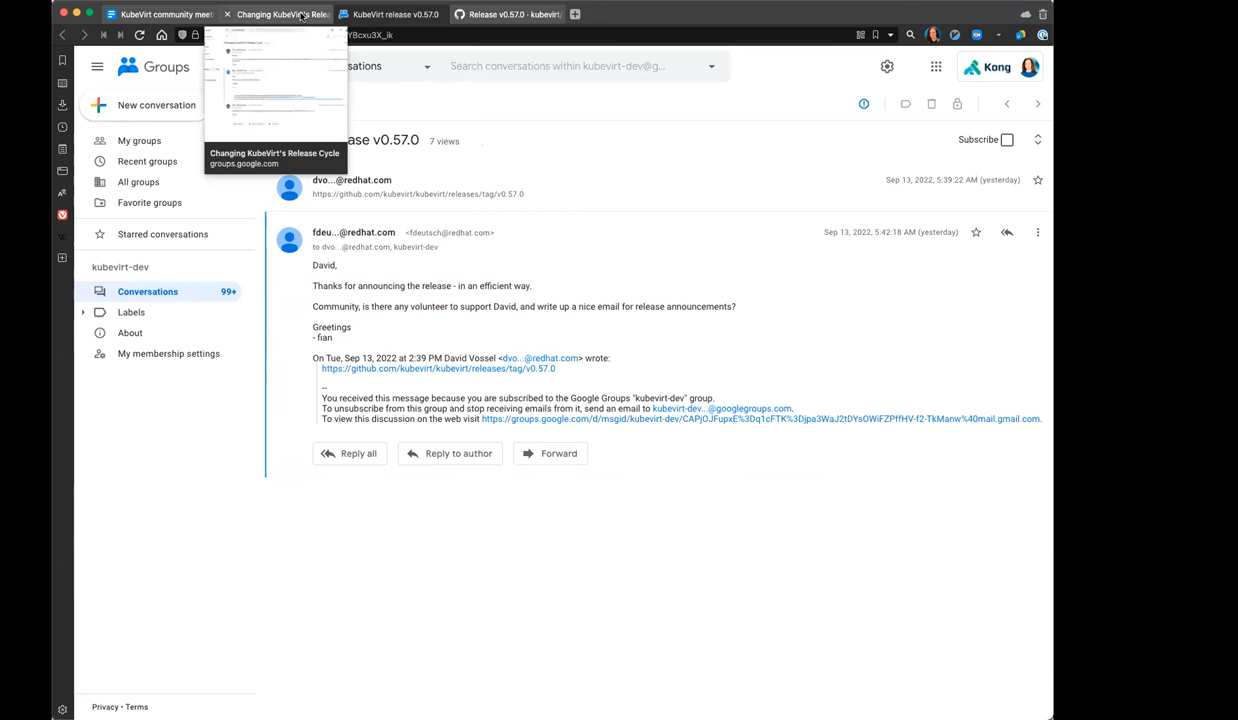 KubeVirt community meet
Changing KubeVirt's Rele
KubeVirt release v0.57.0
Release v0.57.0 · kubevirt/
YBcxu3X_ik
Groups
sations
Search conversations within kubevirt-dev@g...
Kong
New conversation
My groups
Recent groups
All groups
Favorite groups
Starred conversations
kubevirt-dev
Conversations 99+
Labels
About
My membership settings
Privacy • Terms
Changing KubeVirt's Release Cycle
groups.google.com
ase v0.57.0 7 views
Subscribe
dvo...@redhat.com
Sep 13, 2022, 5:39:22 AM (yesterday)
https://github.com/kubevirt/kubevirt/releases/tag/v0.57.0
fdeu...@redhat.com <fdeutsch@redhat.com>
Sep 13, 2022, 5:42:18 AM (yesterday)
to dvo...@redhat.com, kubevirt-dev
David,
Thanks for announcing the release - in an efficient way.
Community, is there any volunteer to support David, and write up a nice email for release announcements?
Greetings
- fian
On Tue, Sep 13, 2022 at 2:39 PM David Vossel <dvo...@redhat.com> wrote:
https://github.com/kubevirt/kubevirt/releases/tag/v0.57.0
--
You received this message because you are subscribed to the Google Groups "kubevirt-dev" group.
To unsubscribe from this group and stop receiving emails from it, send an email to kubevirt-dev...@googlegroups.com.
To view this discussion on the web visit https://groups.google.com/d/msgid/kubevirt-dev/CAPjOJFupxE%3Dq1cFTK%3Djpa3WaJ2tDYsOWiFZPffHV-f2-TkManw%40mail.gmail.com.
Reply all
Reply to author
Forward